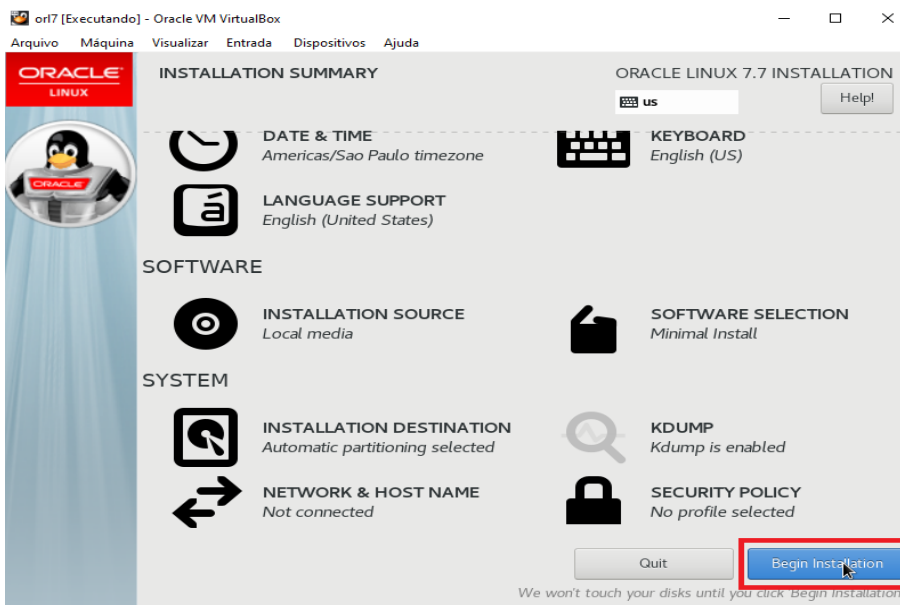 orl7 [Executando] - Oracle VM VirtualBox
Arquivo Máquina Visualizar Entrada Dispositivos Ajuda
ORACLE
LINUX
INSTALLATION SUMMARY
ORACLE LINUX 7.7 INSTALLATION
us
Help!
ORACLE
DATE & TIME
Americas/Sao Paulo timezone
KEYBOARD
English (US)
á
LANGUAGE SUPPORT
English (United States)
SOFTWARE
INSTALLATION SOURCE
Local media
SOFTWARE SELECTION
Minimal Install
SYSTEM
INSTALLATION DESTINATION
Automatic partitioning selected
KDUMP
Kdump is enabled
NETWORK & HOST NAME
Not connected
SECURITY POLICY
No profile selected
Quit
Begin Installation
We won't touch your disks until you click 'Begin Installation